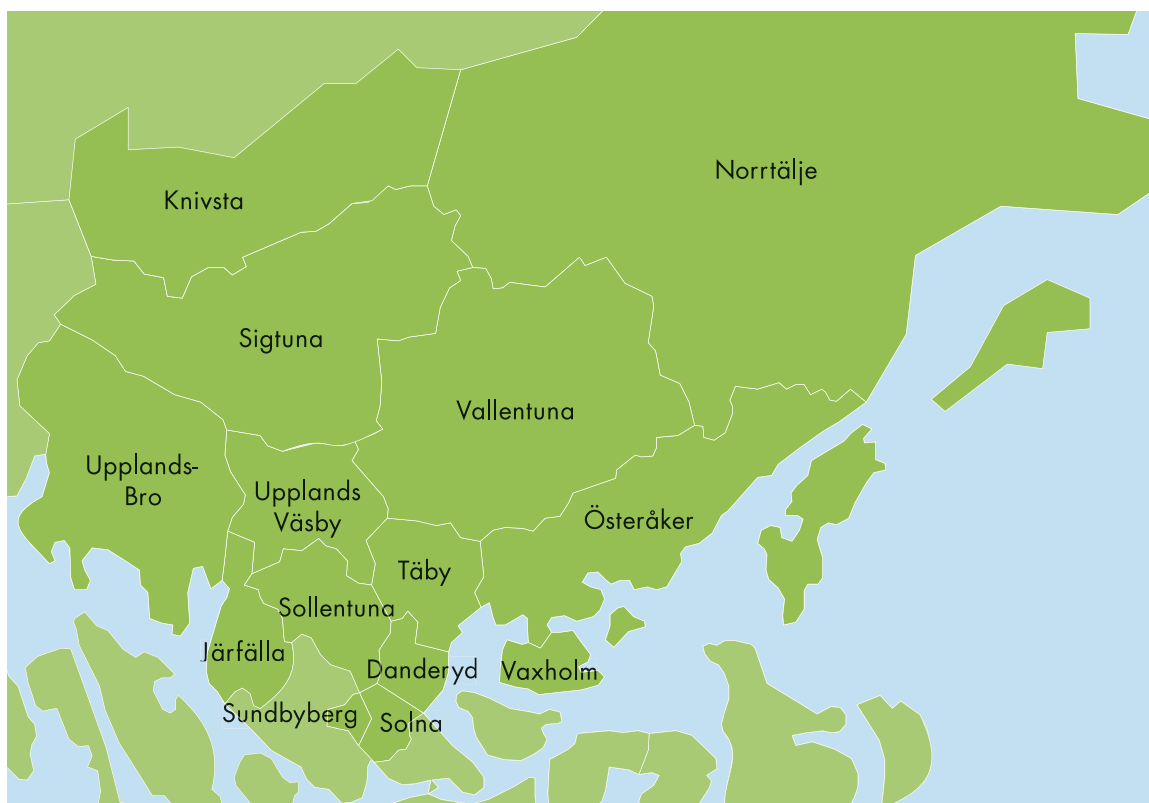 Norrtälje
Knivsta
Sigtuna
Vallentuna
Upplands-
Bro
Upplands
Väsby
Österåker
Täby
Sollentuna
Järfälla
Danderyd
Vaxholm
Sundbyberg
Solna